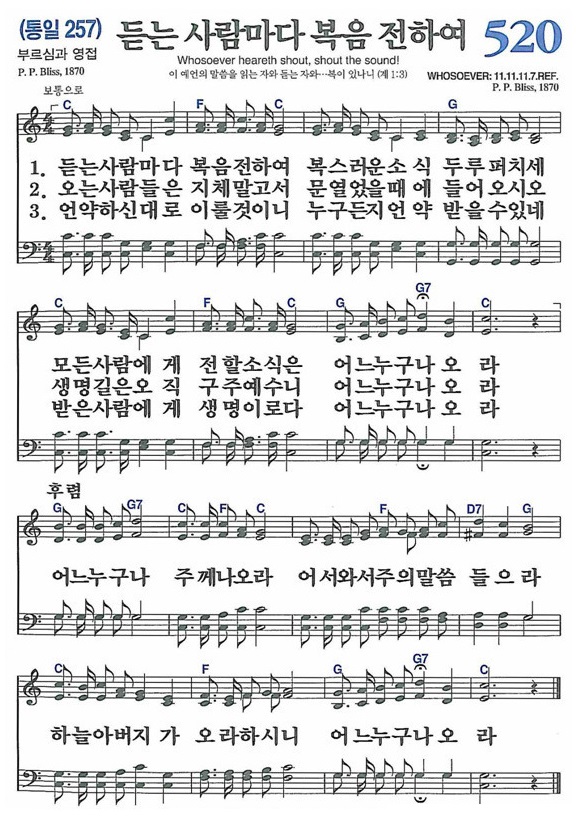 (통일 257) 듣는 사람마다 복음 전하여 520
부르심과 영접
Whosoever heareth shout, shout the sound!
P. P. Bliss, 1870
이 예언의 말씀을 읽는 자와 듣는 자와…복이 있나니 (계 1:3)
WHOSOEVER: 11.11.11.7.REF.
P. P. Bliss, 1870
보통으로
C F C G
1. 듣는사람마다 복음전하여 복스러운소식 두루퍼치세
2. 오는사람들은 지체말고서 문열었을때에 들어오시오
3. 언약하신대로 이룰것이니 누구든지언약 받을수있네
C F C G G7 C
모든사람에게 전할소식은 어느누구나오라
생명길은오직 구주예수니 어느누구나오라
받은사람에게 생명이로다 어느누구나오라
후렴
G G7 C F C F D7 G
어느누구나 주께나오라 어서와서주의말씀 들으라
C F G G7 C
하늘아버지가 오라하시니 어느누구나오라